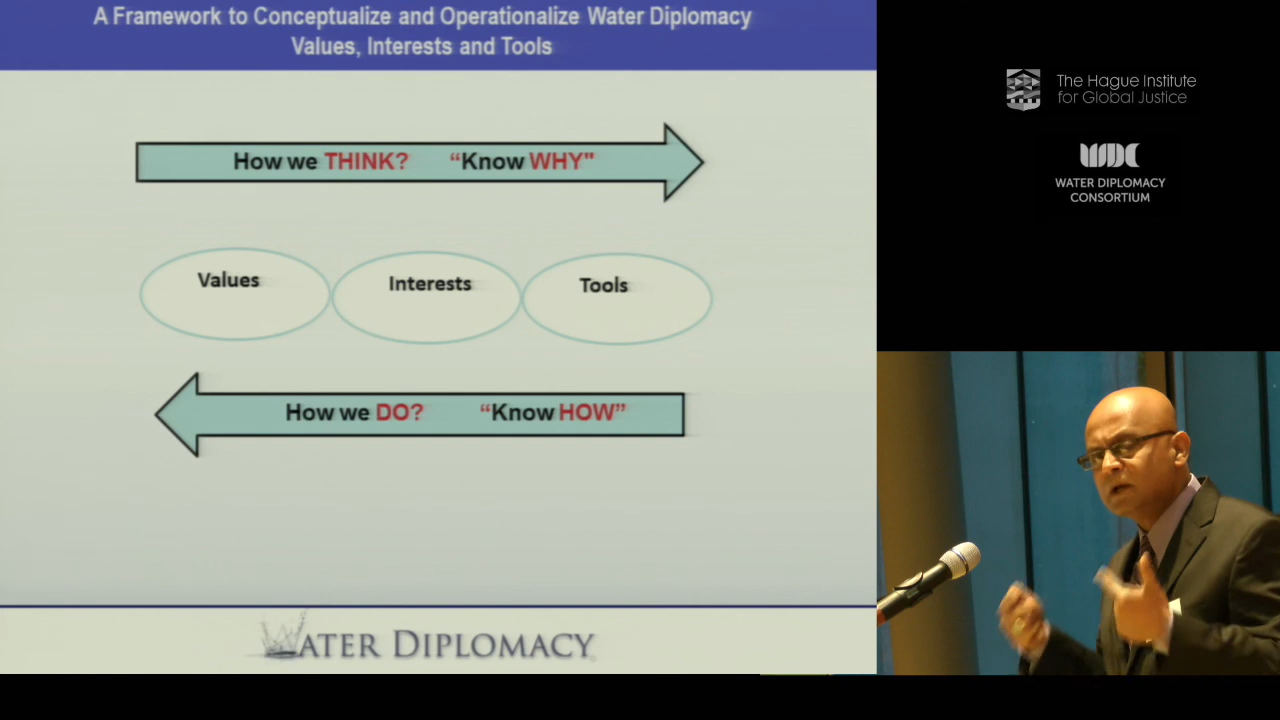 A Framework to Conceptualize and Operationalize Water Diplomacy
Values, Interests and Tools
How we THINK? “Know WHY"
Values
Interests
Tools
How we DO? “Know HOW”
WATER DIPLOMACY
The Hague Institute
for Global Justice
WDC
WATER DIPLOMACY
CONSORTIUM